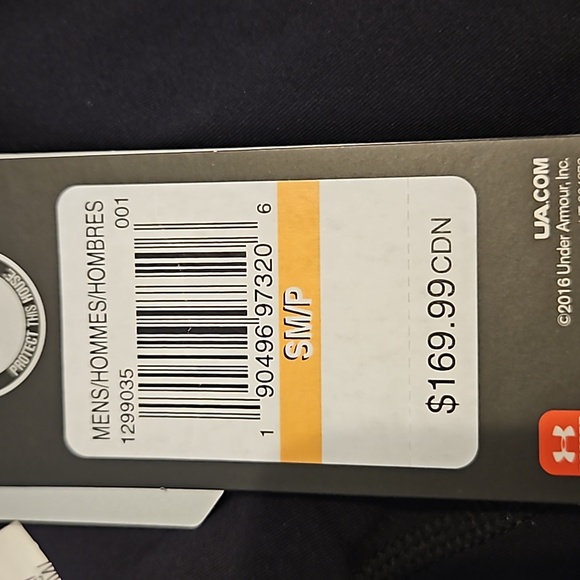 MENS/HOMMES/HOMBRES
1299035 001
1 90496 97320 6
SM/P
$169.99CDN
UA.COM
©2016 Under Armour, Inc.
PROTECT THIS HOUSE